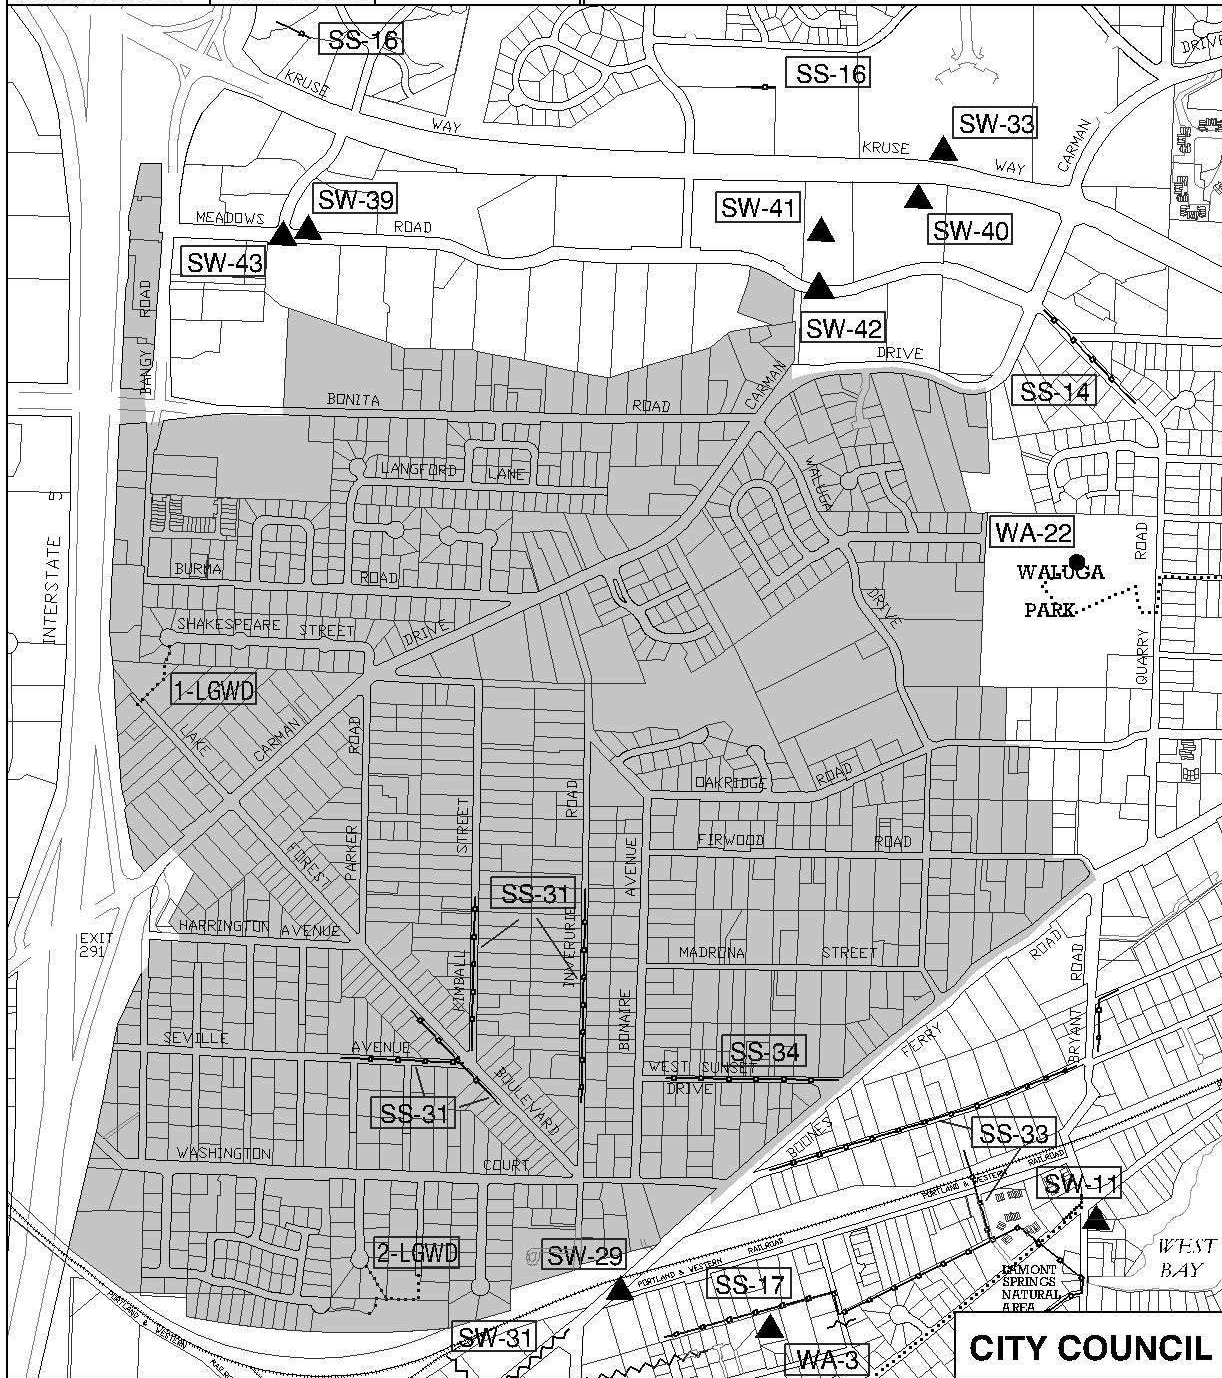 SS-16
SS-16
KRUSE
WAY
SW-33
KRUSE
WAY
CARMAN
DRIVE
SW-39
MEADOWS
ROAD
SW-41
SW-40
SW-43
SW-42
BANGY ROAD
DRIVE
CARMAN
SS-14
BONITA
ROAD
LANGFORD
LANE
WALUGA
DRIVE
WA-22
WALUGA
PARK
QUARRY ROAD
INTERSTATE 5
BURMA
ROAD
SHAKESPEARE STREET
DRIVE
1-LGWD
LAKE
CARMAN
PARKER ROAD
OAKRIDGE
ROAD
FIRWOOD
ROAD
FOREST
KIMBALL STREET
INVERURIE ROAD
BONAIRE AVENUE
SS-31
HARRINGTON AVENUE
EXIT
291
MADRONA
STREET
ROAD
BRYANT ROAD
FERRY
SEVILLE
AVENUE
SS-34
WEST SUNSET
DRIVE
BOULEVARD
SS-31
BOONES
SS-33
WASHINGTON
COURT
PORTLAND & WESTERN
RAILROAD
SW-11
2-LGWD
SW-29
PORTLAND & WESTERN
RAILROAD
SS-17
WEST
BAY
LAMONT
SPRINGS
NATURAL
AREA
PORTLAND & WESTERN
SW-31
WA-3
CITY COUNCIL